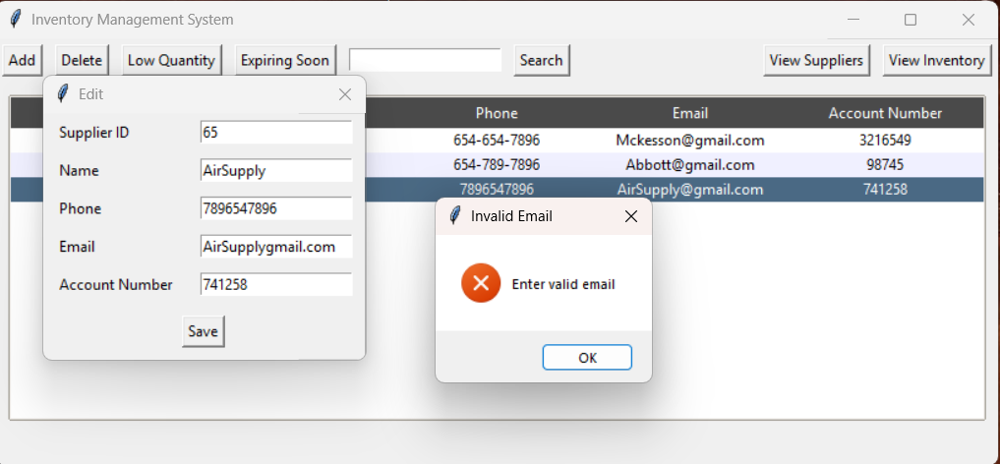 Inventory Management System
Add Delete Low Quantity Expiring Soon Search View Suppliers View Inventory
Edit
Supplier ID 65
Name AirSupply
Phone 7896547896
Email AirSupplygmail.com
Account Number 741258
Save
Phone Email Account Number
654-654-7896 Mckesson@gmail.com 3216549
654-789-7896 Abbott@gmail.com 98745
7896547896 AirSupply@gmail.com 741258
Invalid Email
Enter valid email
OK